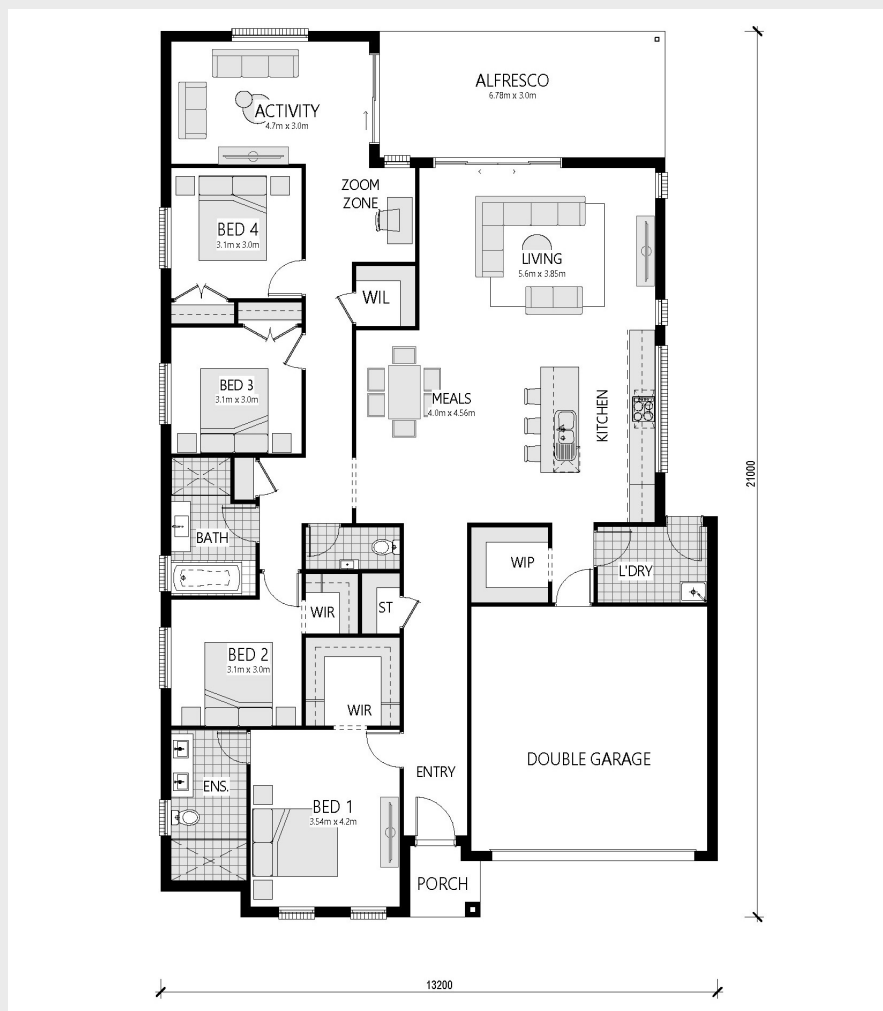 ALFRESCO
6.78m x 3.0m
ACTIVITY
4.7m x 3.0m
ZOOM
ZONE
BED 4
3.1m x 3.0m
LIVING
5.6m x 3.85m
WIL
BED 3
3.1m x 3.0m
MEALS
4.0m x 4.56m
KITCHEN
21000
BATH
WIP
L'DRY
WIR
ST
BED 2
3.1m x 3.0m
WIR
ENS.
ENTRY
DOUBLE GARAGE
BED 1
3.54m x 4.2m
PORCH
13200